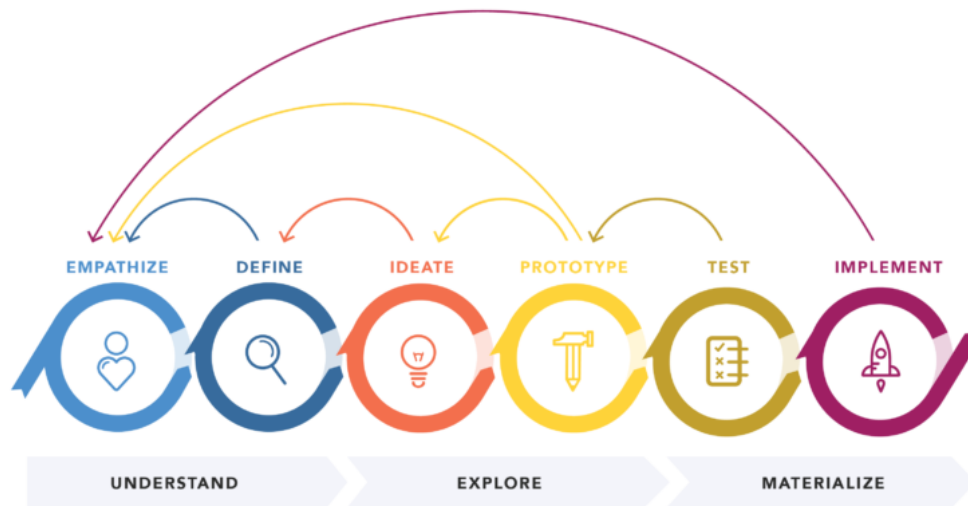 EMPATHIZE
DEFINE
IDEATE
PROTOTYPE
TEST
IMPLEMENT
UNDERSTAND
EXPLORE
MATERIALIZE